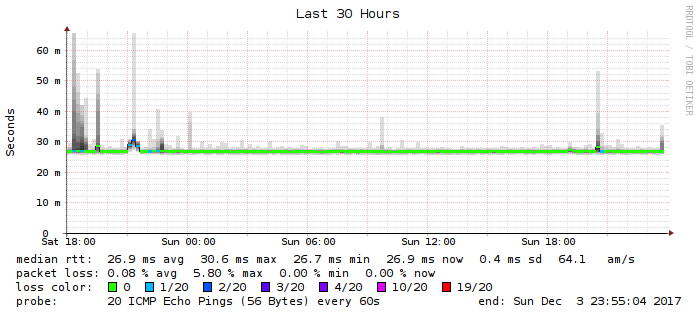 Last 30 Hours
RRDTOOL / TOBI OETIKER
Seconds
60 m
50 m
40 m
30 m
20 m
10 m
0
Sat 18:00 Sun 00:00 Sun 06:00 Sun 12:00 Sun 18:00
median rtt: 26.9 ms avg 30.6 ms max 26.7 ms min 26.9 ms now 0.4 ms sd 64.1 am/s
packet loss: 0.08 % avg 5.80 % max 0.00 % min 0.00 % now
loss color: 0 1/20 2/20 3/20 4/20 10/20 19/20
probe: 20 ICMP Echo Pings (56 Bytes) every 60s end: Sun Dec 3 23:55:04 2017